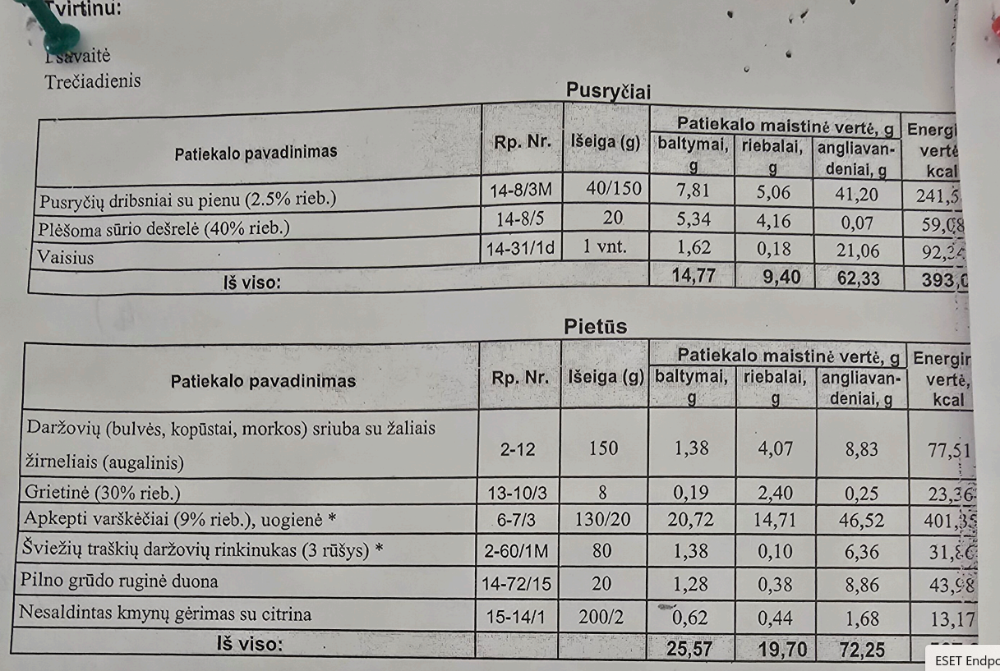 Tvirtinu:
I savaitė
Trečiadienis
Pusryčiai
Patiekalo pavadinimas Rp. Nr. Išeiga (g) Patiekalo maistinė vertė, g
baltymai, g riebalai, g angliavan-deniai, g vertė kcal
Pusryčių dribsniai su pienu (2.5% rieb.) 14-8/3M 40/150 7,81 5,06 41,20 241,5
Plėšoma sūrio dešrelė (40% rieb.) 14-8/5 20 5,34 4,16 0,07 59,08
Vaisius 14-31/1d 1 vnt. 1,62 0,18 21,06 92,34
Iš viso: 14,77 9,40 62,33 393,0
Pietūs
Patiekalo pavadinimas Rp. Nr. Išeiga (g) Patiekalo maistinė vertė, g
baltymai, g riebalai, g angliavan-deniai, g vertė, kcal
Daržovių (bulvės, kopūstai, morkos) sriuba su žaliais
žirneliais (augalinis) 2-12 150 1,38 4,07 8,83 77,51
Grietinė (30% rieb.) 13-10/3 8 0,19 2,40 0,25 23,36
Apkepti varškėčiai (9% rieb.), uogienė * 6-7/3 130/20 20,72 14,71 46,52 401,35
Šviežių traškių daržovių rinkinukas (3 rūšys) * 2-60/1M 80 1,38 0,10 6,36 31,86
Pilno grūdo ruginė duona 14-72/15 20 1,28 0,38 8,86 43,98
Nesaldintas kmynų gėrimas su citrina 15-14/1 200/2 0,62 0,44 1,68 13,17
Iš viso: 25,57 19,70 72,25
ESET Endpo